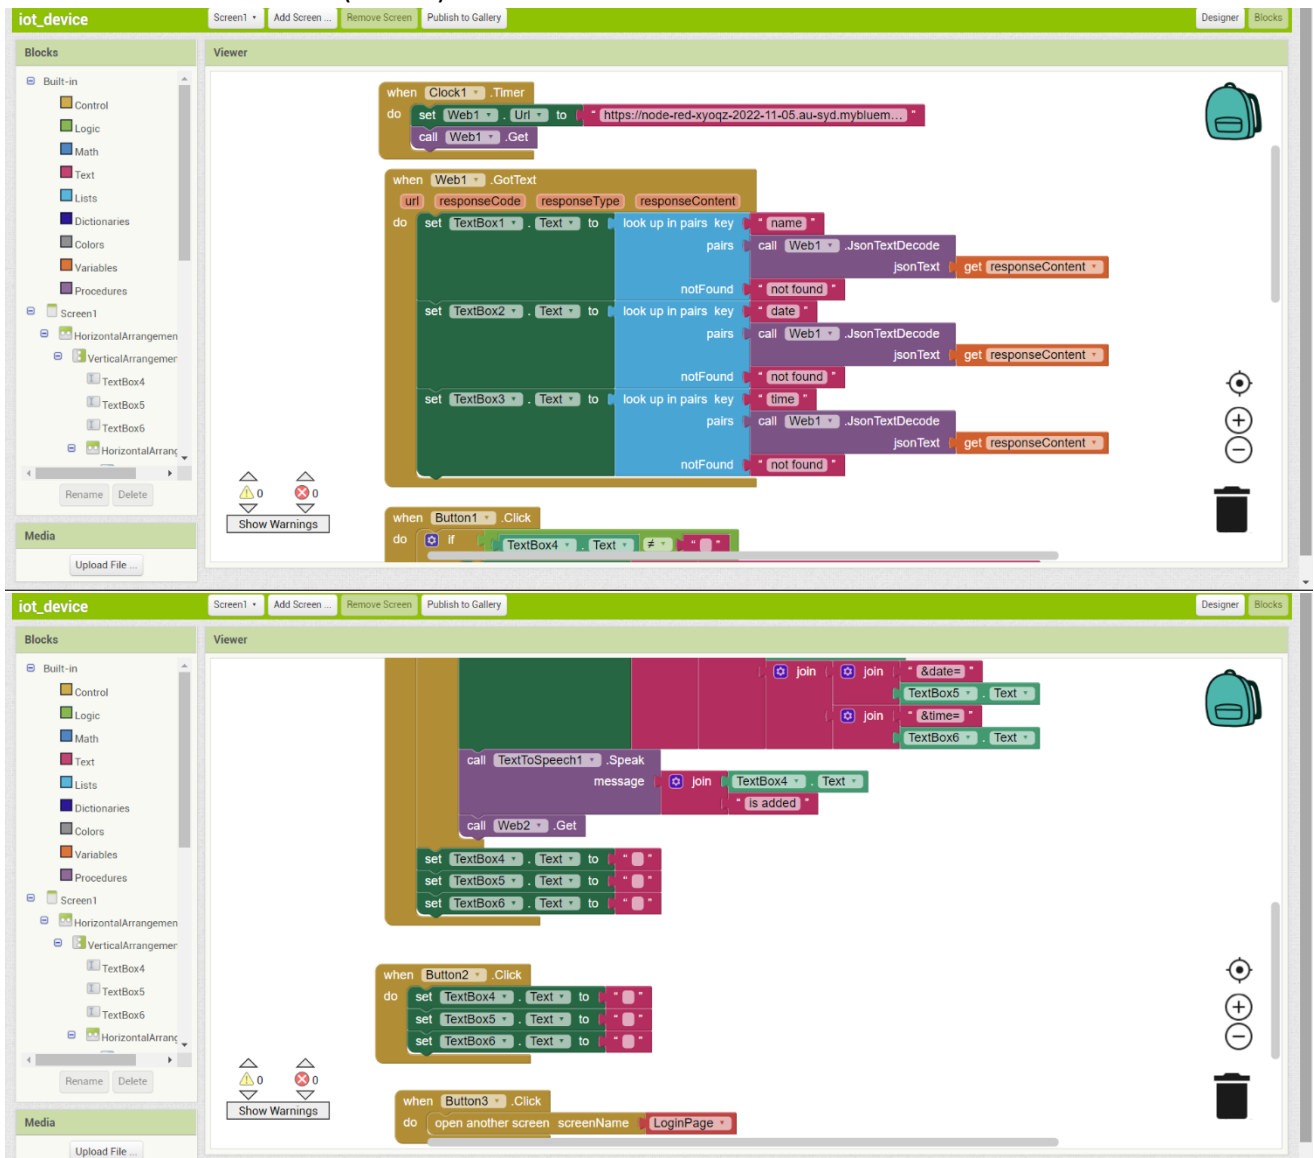 iot_device Screen1 Add Screen ... Remove Screen Publish to Gallery Designer Blocks
Blocks Viewer
Built-in
Control
Logic
Math
Text
Lists
Dictionaries
Colors
Variables
Procedures
Screen1
HorizontalArrangemen
VerticalArrangemer
TextBox4
TextBox5
TextBox6
HorizontalArrang
Rename Delete
Media
Upload File ...
when Clock1 .Timer
do set Web1 . Url to " https://node-red-xyoqz-2022-11-05.au-syd.mybluem... "
call Web1 .Get
when Web1 .GotText
url responseCode responseType responseContent
do set TextBox1 . Text to look up in pairs key " name "
pairs call Web1 .JsonTextDecode
jsonText get responseContent
notFound " not found "
set TextBox2 . Text to look up in pairs key " date "
pairs call Web1 .JsonTextDecode
jsonText get responseContent
notFound " not found "
set TextBox3 . Text to look up in pairs key " time "
pairs call Web1 .JsonTextDecode
jsonText get responseContent
notFound " not found "
0 0
Show Warnings
when Button1 .Click
do if TextBox4 . Text ≠ " "
iot_device Screen1 Add Screen ... Remove Screen Publish to Gallery Designer Blocks
Blocks Viewer
Built-in
Control
Logic
Math
Text
Lists
Dictionaries
Colors
Variables
Procedures
Screen1
HorizontalArrangemen
VerticalArrangemer
TextBox4
TextBox5
TextBox6
HorizontalArrang
Rename Delete
Media
Upload File ...
join join " &date= "
TextBox5 . Text
join " &time= "
TextBox6 . Text
call TextToSpeech1 .Speak
message join TextBox4 . Text
" is added "
call Web2 .Get
set TextBox4 . Text to " "
set TextBox5 . Text to " "
set TextBox6 . Text to " "
when Button2 .Click
do set TextBox4 . Text to " "
set TextBox5 . Text to " "
set TextBox6 . Text to " "
0 0
Show Warnings
when Button3 .Click
do open another screen screenName LoginPage